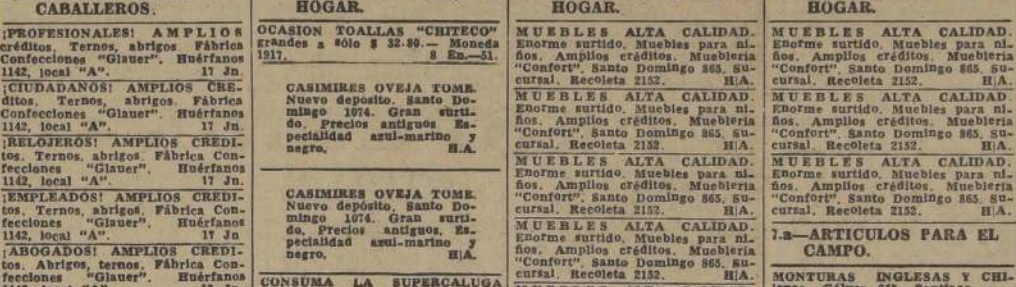 CABALLEROS.
¡PROFESIONALES! AMPLIOS
créditos. Ternos, abrigos Fábrica
Confecciones "Glauer". Huérfanos
1142, local "A". 17 Jn.
¡CIUDADANOS! AMPLIOS CRE-
ditos. Ternos, abrigos. Fábrica
Confecciones "Glauer". Huérfanos
1142, local "A". 17 Jn.
¡RELOJEROS! AMPLIOS CREDI-
tos. Ternos, abrigos. Fábrica Con-
fecciones "Glauer". Huérfanos
1142, local "A". 17 Jn.
¡EMPLEADOS! AMPLIOS CREDI-
tos, Ternos, abrigos. Fábrica Con-
fecciones "Glauer". Huérfanos
1142, local "A". 17 Jn
¡ABOGADOS! AMPLIOS CREDI-
tos. Abrigos, ternos. Fábrica Con-
fecciones "Glauer". Huérfanos
HOGAR.
OCASION TOALLAS "CHITECO"
grandes a sólo $ 32.80.— Moneda
1917. 8 En.—51.
CASIMIRES OVEJA TOME.
Nuevo depósito. Santo Do-
mingo 1074. Gran surti-
do. Precios antiguos Es-
pecialidad azul-marino y
negro. H.A.
CASIMIRES OVEJA TOME.
Nuevo depósito. Santo Do-
mingo 1074. Gran surti-
do. Precios antiguos, Es-
pecialidad azul-marino y
negro. H|A.
CONSUMA LA SUPERCALUGA
HOGAR.
MUEBLES ALTA CALIDAD.
Enorme surtido. Muebles para ni-
ños. Amplios créditos. Mueblería
"Confort", Santo Domingo 865, Su-
cursal. Recoleta 2152. H|A.
MUEBLES ALTA CALIDAD.
Enorme surtido. Muebles para ni-
ños. Amplios créditos. Mueblería
"Confort", Santo Domingo 865, Su-
cursal. Recoleta 2152. H|A.
MUEBLES ALTA CALIDAD.
Enorme surtido. Muebles para ni-
ños. Amplios créditos. Mueblería
"Confort", Santo Domingo 865, Su-
cursal. Recoleta 2152. H|A.
MUEBLES ALTA CALIDAD.
Enorme surtido. Muebles para ni-
ños. Amplios créditos. Mueblería
"Confort", Santo Domingo 865, Su-
cursal. Recoleta 2152. H|A.
HOGAR.
MUEBLES ALTA CALIDAD.
Enorme surtido. Muebles para ni-
ños. Amplios créditos. Mueblería
"Confort", Santo Domingo 865, Su-
cursal. Recoleta 2152. H|A.
MUEBLES ALTA CALIDAD.
Enorme surtido. Muebles para ni-
ños. Amplios créditos. Mueblería
"Confort", Santo Domingo 865, Su-
cursal. Recoleta 2152. H|A.
MUEBLES ALTA CALIDAD.
Enorme surtido. Muebles para ni-
ños. Amplios créditos. Mueblería
"Confort", Santo Domingo 865, Su-
cursal. Recoleta 2152. H|A.
7.a—ARTICULOS PARA EL
CAMPO.
MONTURAS INGLESAS Y CHI-